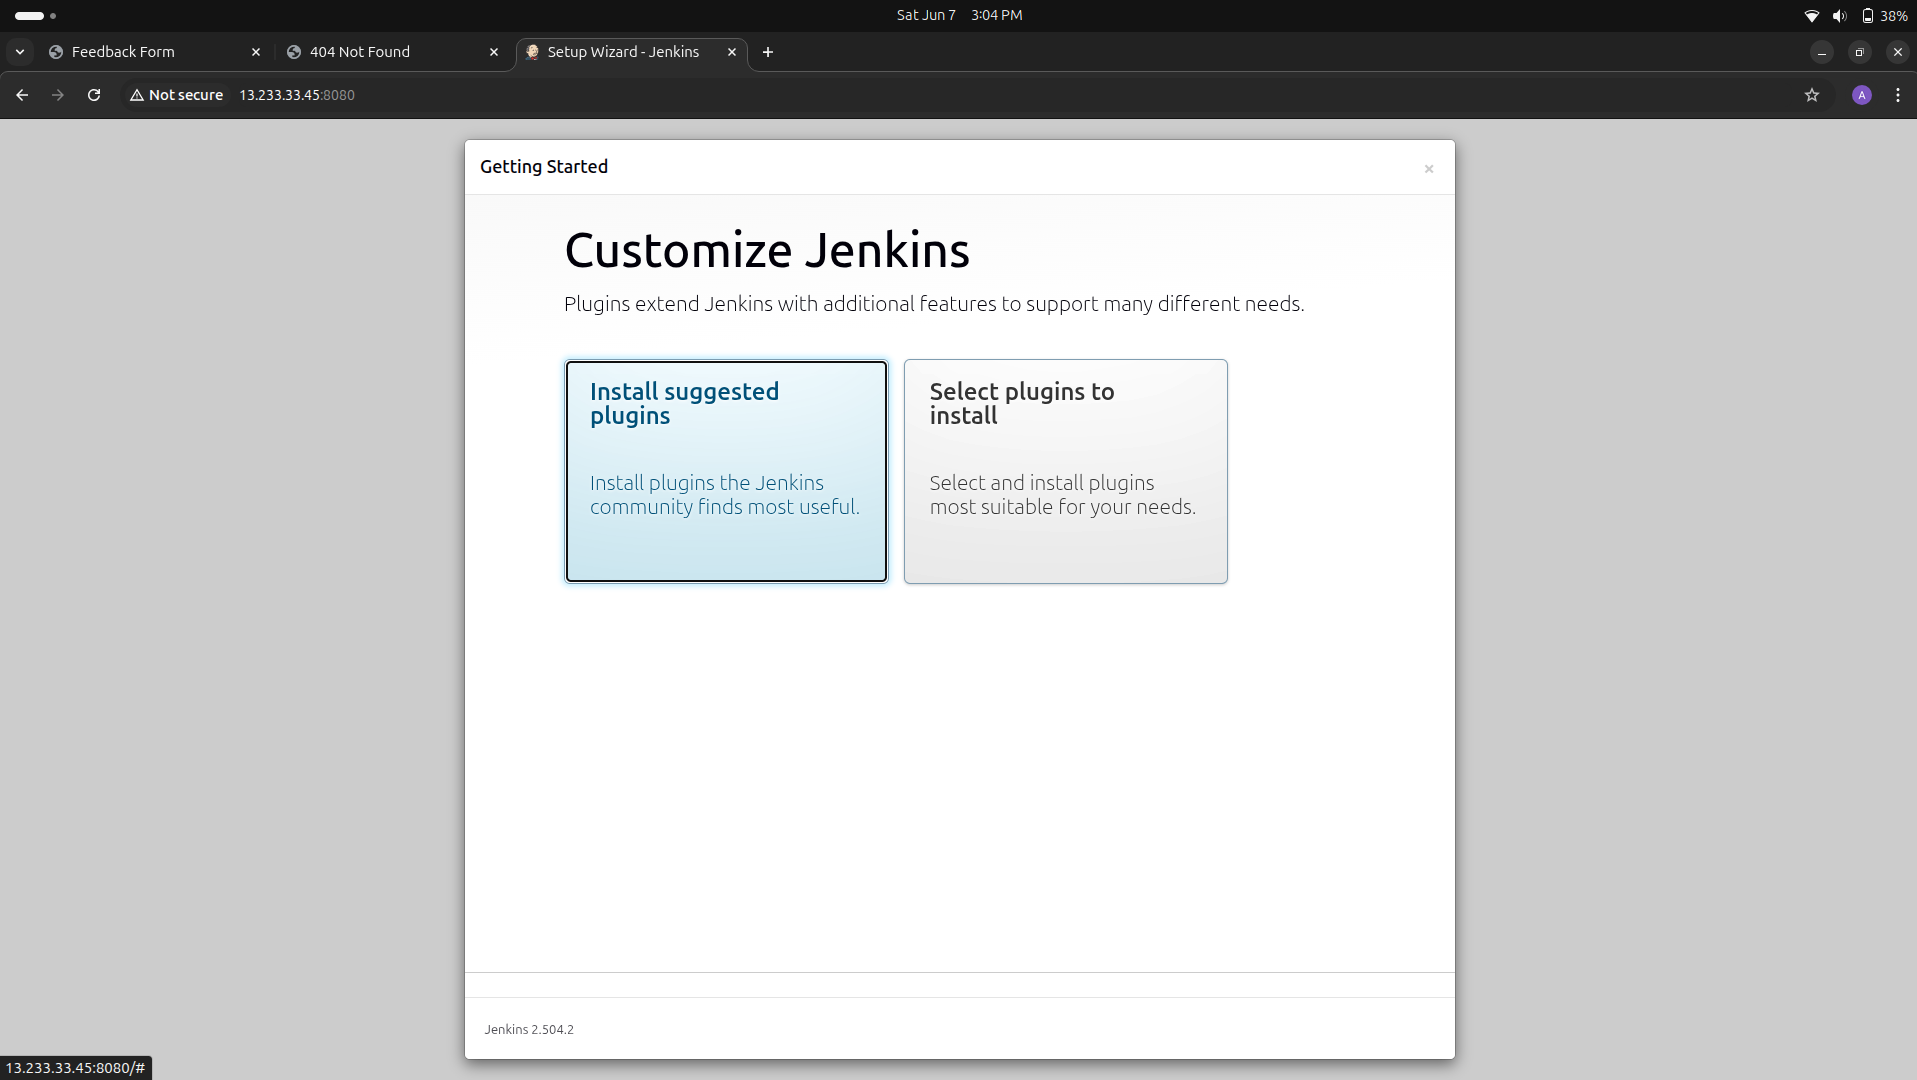 Sat Jun 7 3:04 PM
38%
Feedback Form
404 Not Found
Setup Wizard - Jenkins
Not secure
13.233.33.45:8080
A
Getting Started
Customize Jenkins
Plugins extend Jenkins with additional features to support many different needs.
Install suggested
plugins
Install plugins the Jenkins
community finds most useful.
Select plugins to
install
Select and install plugins
most suitable for your needs.
Jenkins 2.504.2
13.233.33.45:8080/#